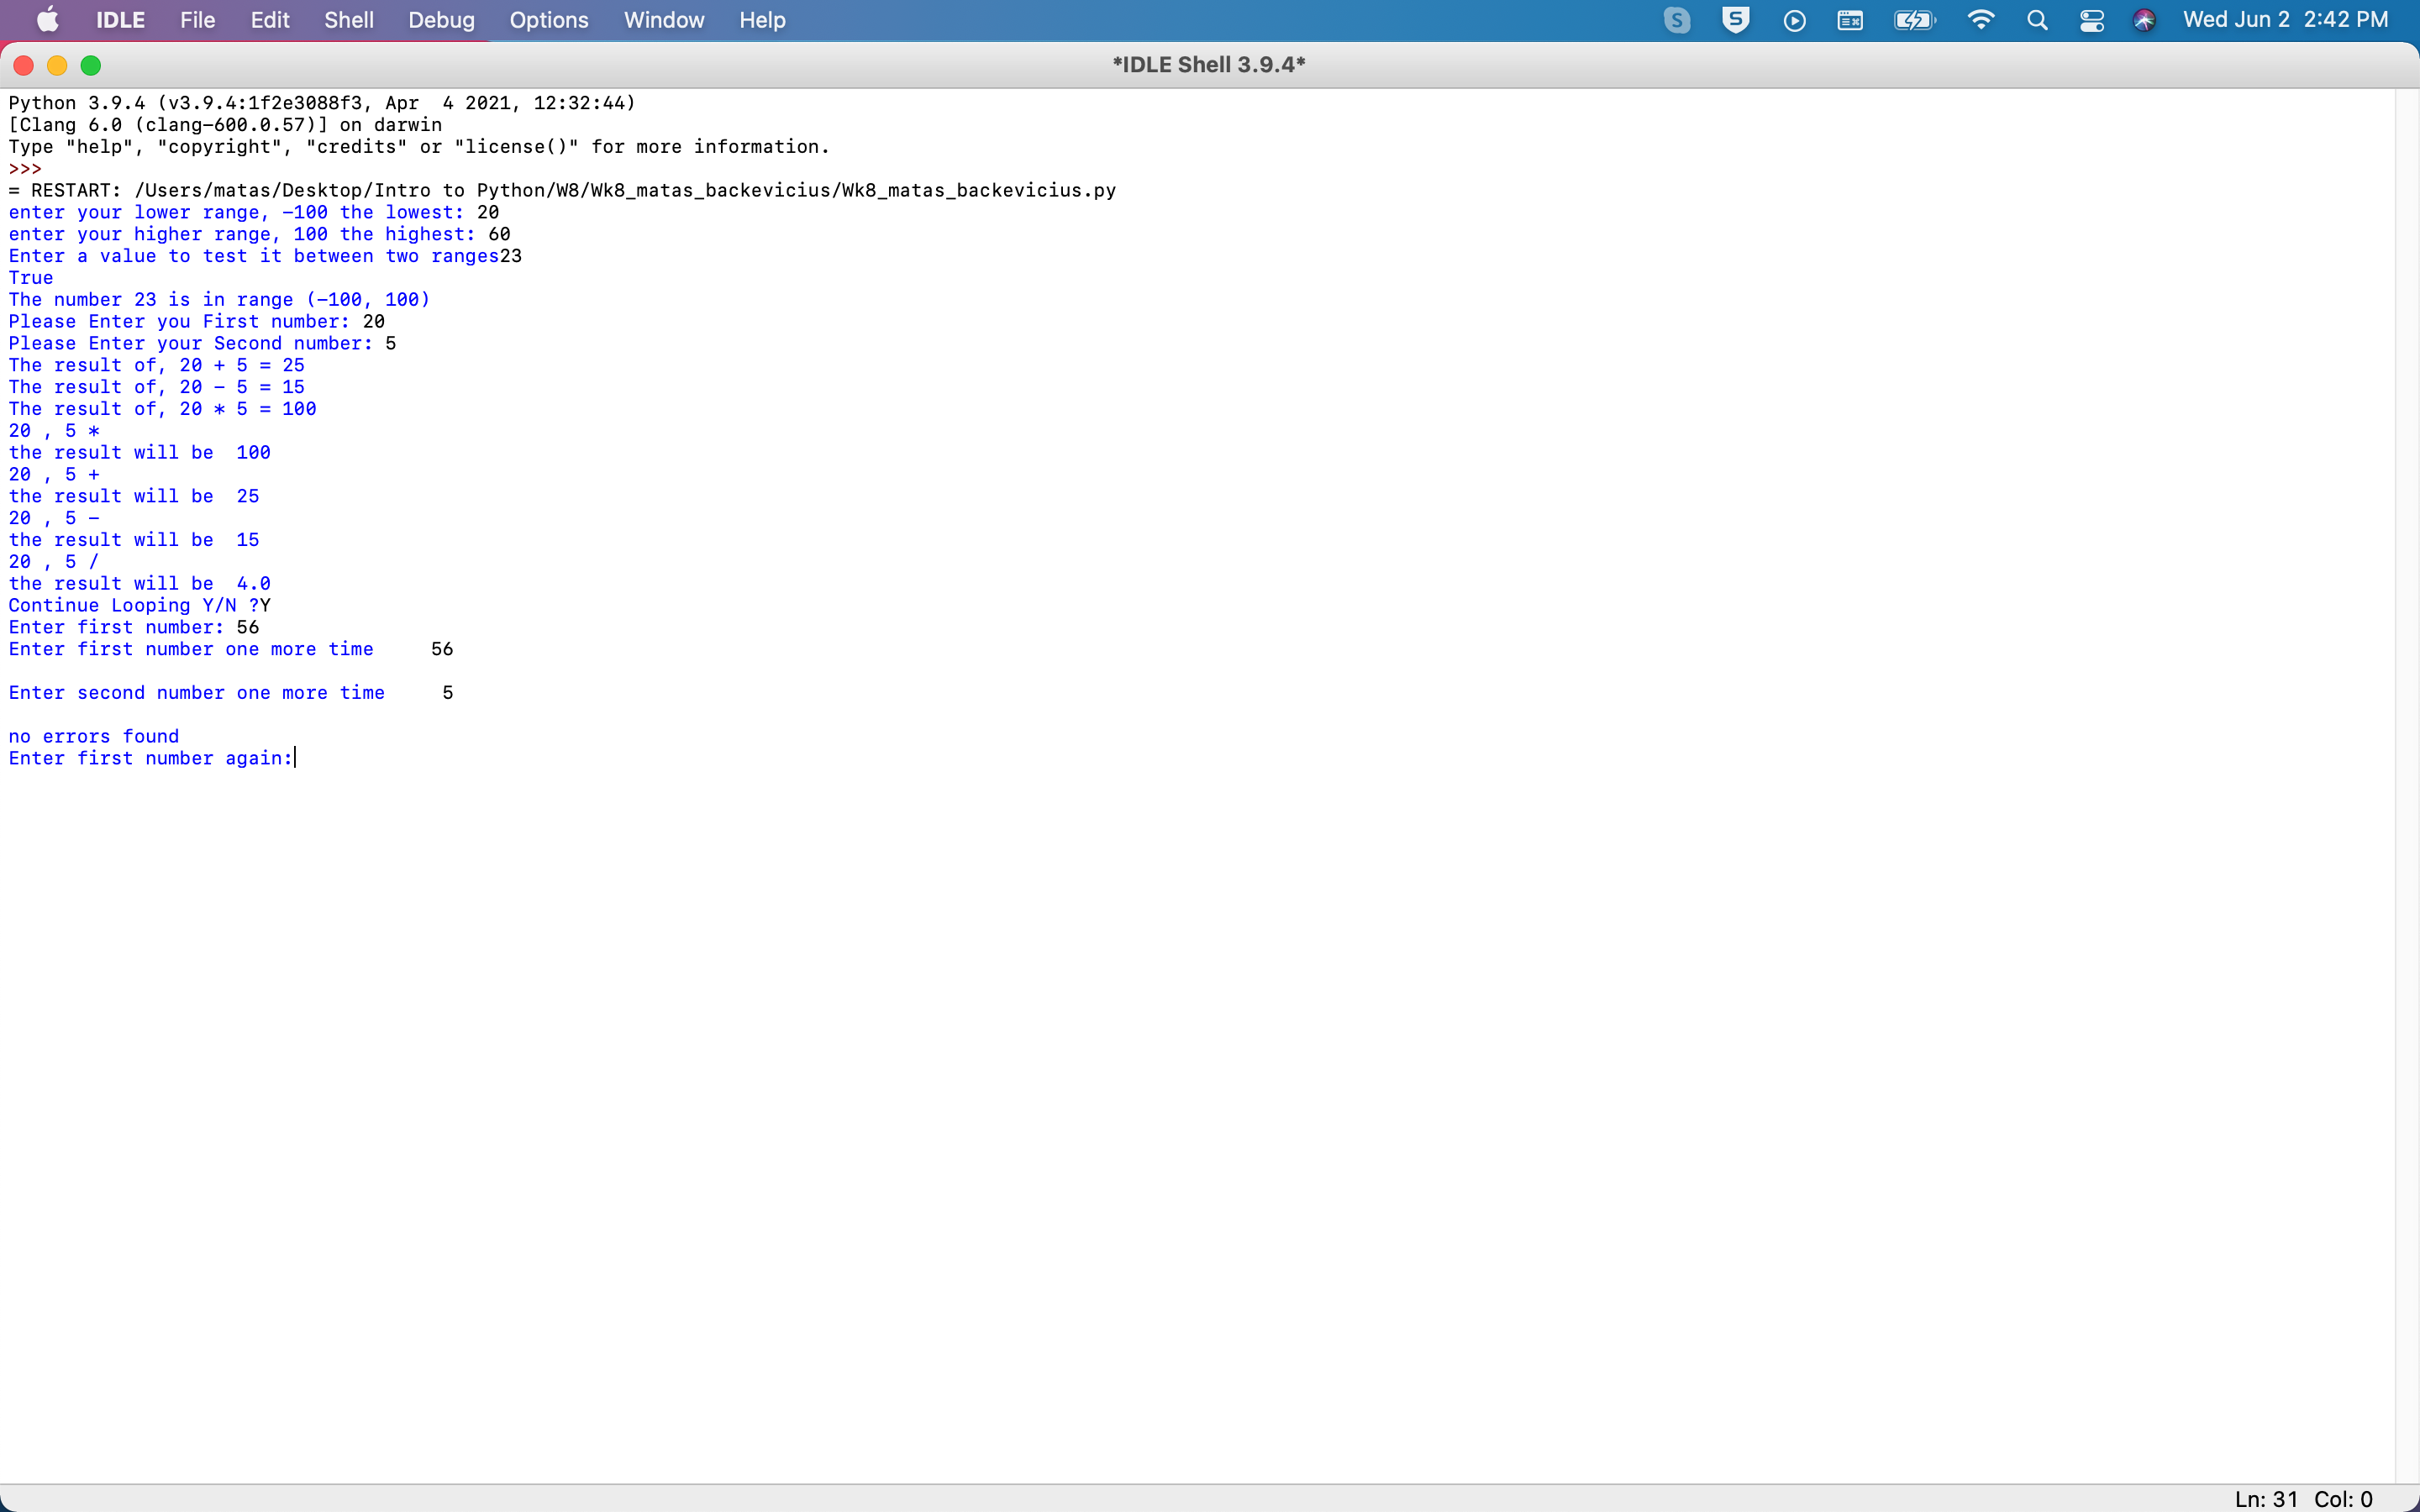 IDLE File Edit Shell Debug Options Window Help S S Wed Jun 2 2:42 PM
*IDLE Shell 3.9.4*
Python 3.9.4 (v3.9.4:1f2e3088f3, Apr  4 2021, 12:32:44)
[Clang 6.0 (clang-600.0.57)] on darwin
Type "help", "copyright", "credits" or "license()" for more information.
>>>
= RESTART: /Users/matas/Desktop/Intro to Python/W8/Wk8_matas_backevicius/Wk8_matas_backevicius.py
enter your lower range, -100 the lowest: 20
enter your higher range, 100 the highest: 60
Enter a value to test it between two ranges23
True
The number 23 is in range (-100, 100)
Please Enter you First number: 20
Please Enter your Second number: 5
The result of, 20 + 5 = 25
The result of, 20 - 5 = 15
The result of, 20 * 5 = 100
20 , 5 *
the result will be  100
20 , 5 +
the result will be  25
20 , 5 -
the result will be  15
20 , 5 /
the result will be  4.0
Continue Looping Y/N ?Y
Enter first number: 56
Enter first number one more time     56
Enter second number one more time     5
no errors found
Enter first number again:
Ln: 31 Col: 0